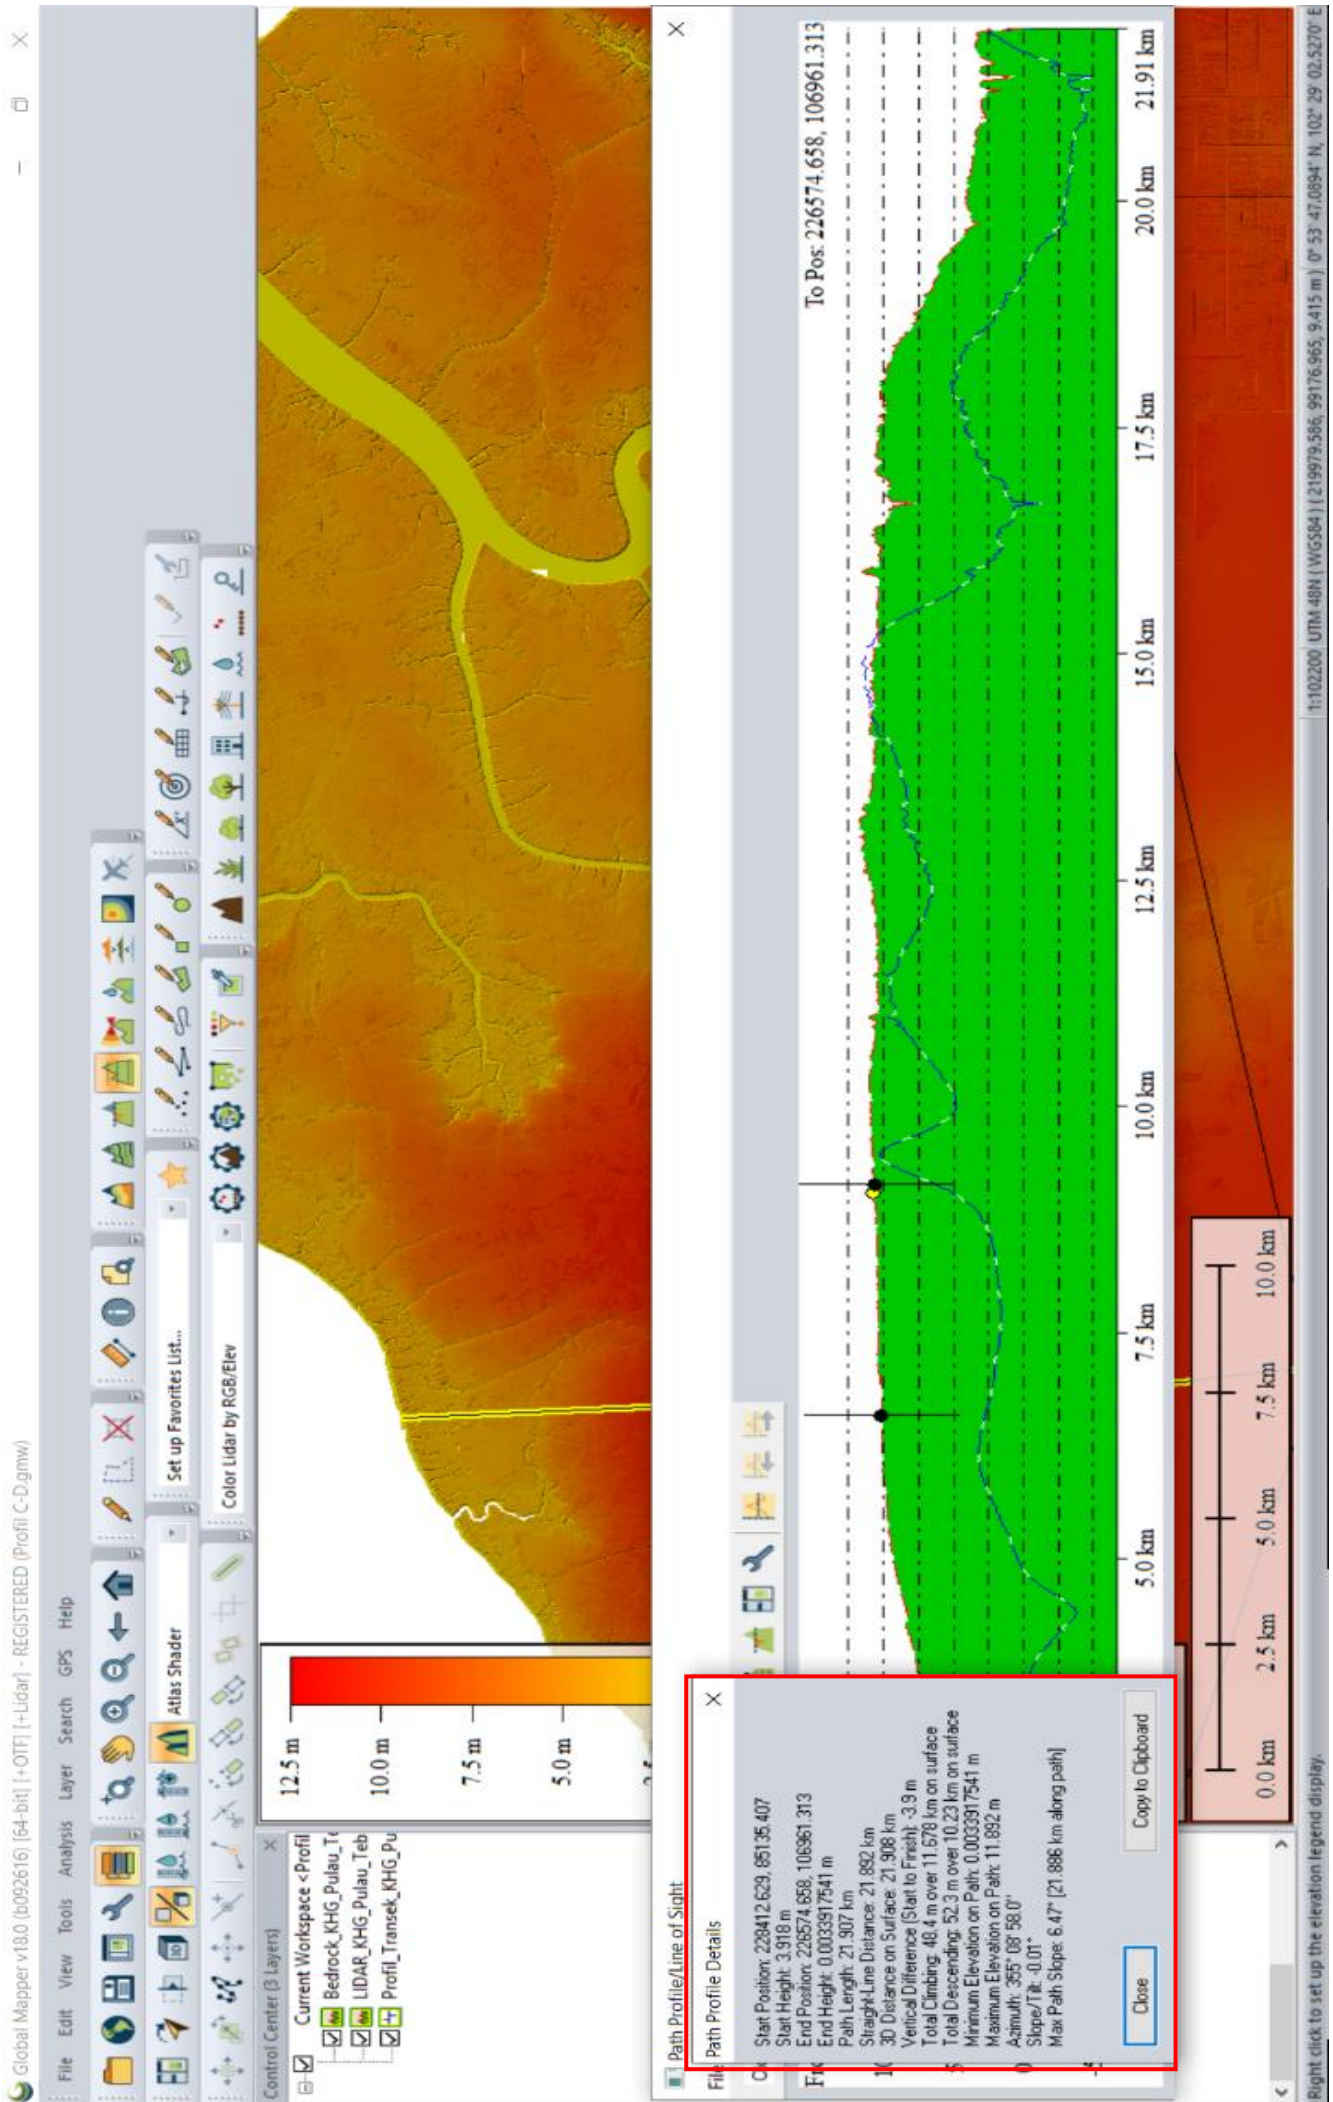 Global Mapper v18.0 (b092616) [64-bit] [+OTF] [+Lidar] - REGISTERED (Profil C-D.gmw)
File Edit View Tools Analysis Layer Search GPS Help
Atlas Shader
Set up Favorites List...
Color Lidar by RGB/Elev
Control Center (3 Layers)
Current Workspace <Profil
Bedrock_KHG_Pulau_Te
LIDAR_KHG_Pulau_Teb
Profil_Transek_KHG_Pu
12.5 m
10.0 m
7.5 m
5.0 m
Path Profile/Line of Sight
File
Path Profile Details
Start Position: 228412.629, 85135.407
Start Height: 3.918 m
End Position: 226574.658, 106961.313
End Height: 0.0033917541 m
Path Length: 21.907 km
Straight-Line Distance: 21.892 km
3D Distance on Surface: 21.908 km
Vertical Difference (Start to Finish): -3.9 m
Total Climbing: 48.4 m over 11.678 km on surface
Total Descending: 52.3 m over 10.23 km on surface
Minimum Elevation on Path: 0.0033917541 m
Maximum Elevation on Path: 11.892 m
Azimuth: 355° 08' 58.0"
Slope/Tilt: -0.01°
Max Path Slope: 6.47° [21.886 km along path]
Close
Copy to Clipboard
To Pos: 226574.658, 106961.313
5.0 km
7.5 km
10.0 km
12.5 km
15.0 km
17.5 km
20.0 km
21.91 km
0.0 km
2.5 km
5.0 km
7.5 km
10.0 km
Right click to set up the elevation legend display.
1:102200 UTM 48N ( WGS84 ) ( 219979.586, 99176.965, 9.415 m ) 0° 53' 47.0894" N, 102° 29' 02.5270" E